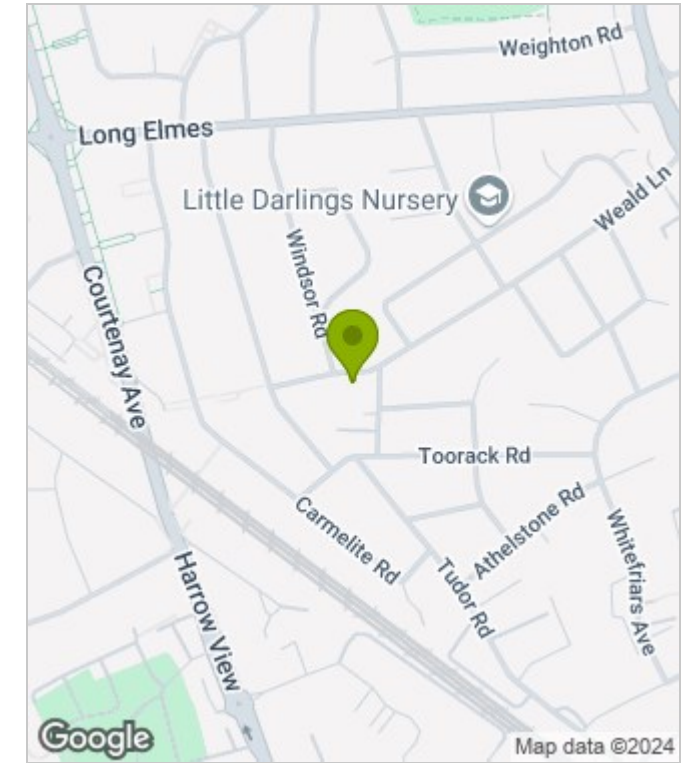 Weighton Rd
Long Elmes
Little Darlings Nursery
Weald Ln
Windsor Rd
Courtenay Ave
Toorack Rd
Athelstone Rd
Carmelite Rd
Whitefriars Ave
Tudor Rd
Harrow View
Google
Map data ©2024